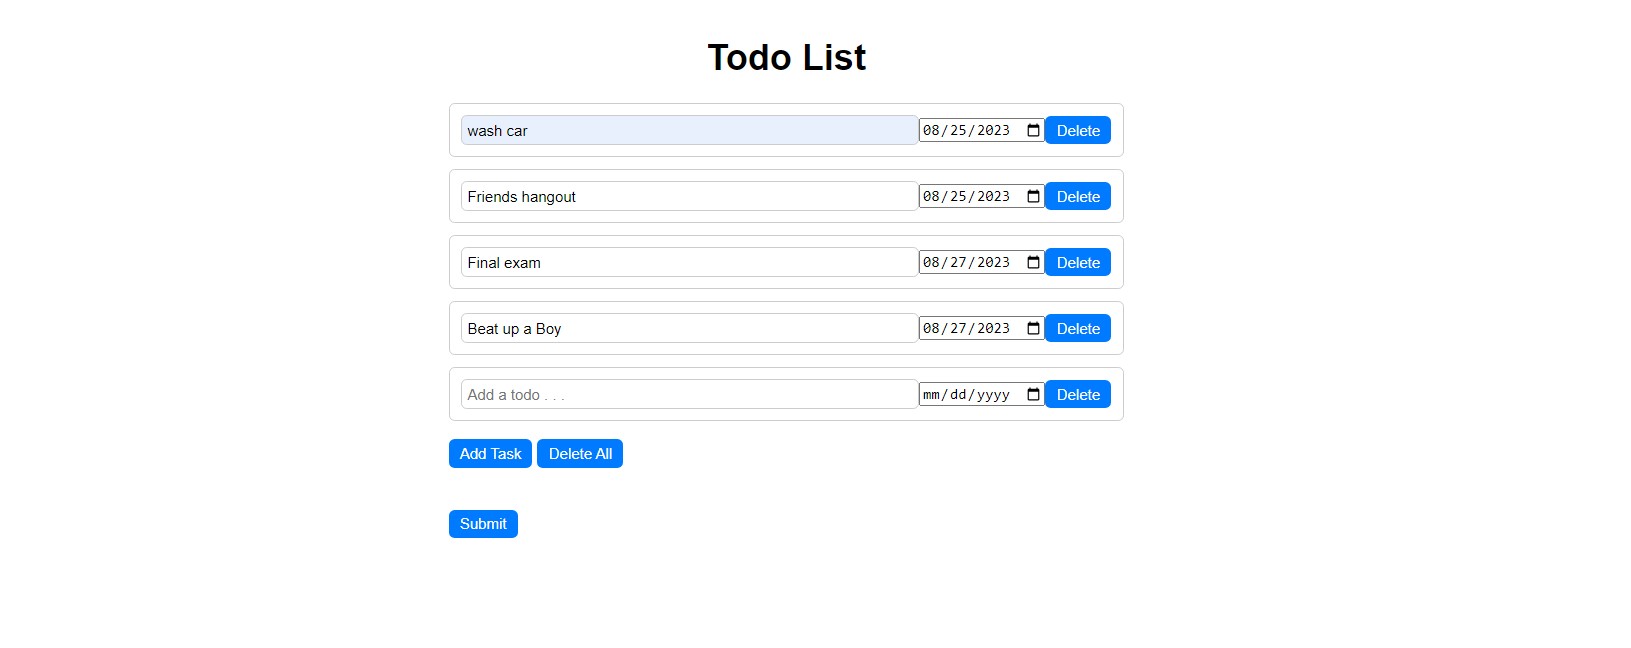 Todo List
wash car 08/25/2023 Delete
Friends hangout 08/25/2023 Delete
Final exam 08/27/2023 Delete
Beat up a Boy 08/27/2023 Delete
Add a todo . . . mm/dd/yyyy Delete
Add Task Delete All
Submit